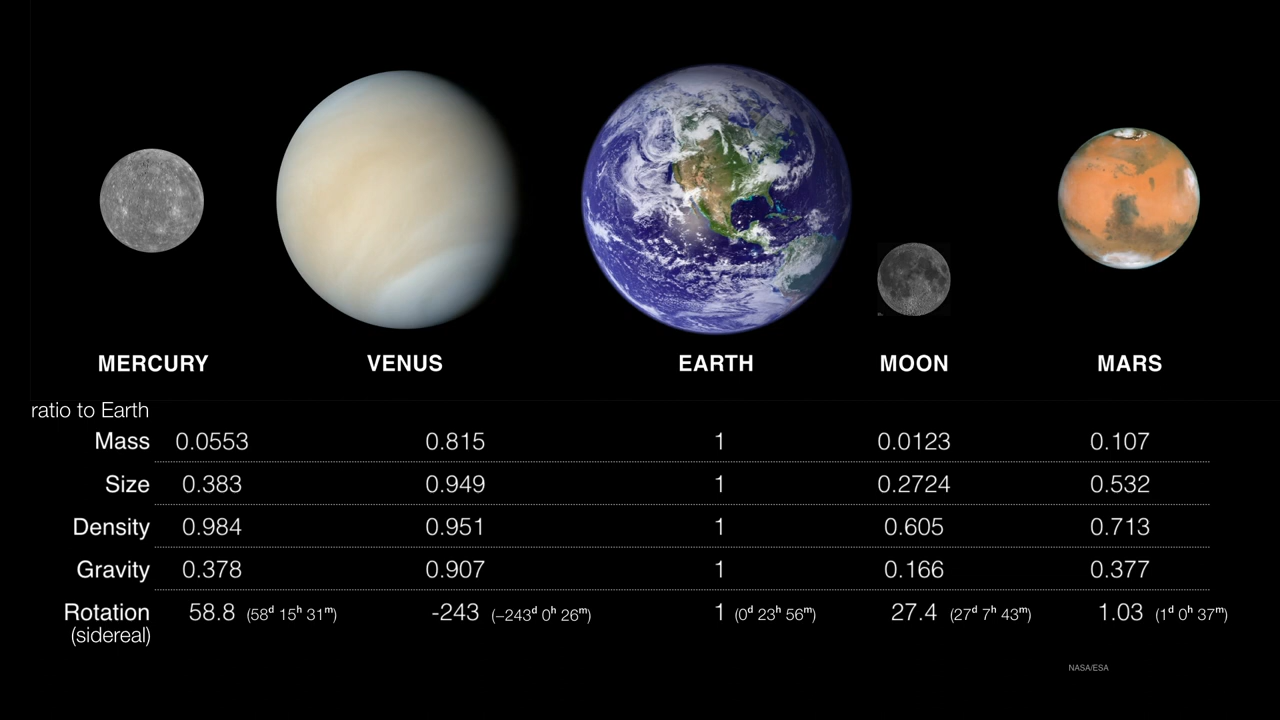 MERCURY VENUS EARTH MOON MARS
ratio to Earth
Mass 0.0553 0.815 1 0.0123 0.107
Size 0.383 0.949 1 0.2724 0.532
Density 0.984 0.951 1 0.605 0.713
Gravity 0.378 0.907 1 0.166 0.377
Rotation 58.8 (58d 15h 31m) -243 (–243d 0h 26m) 1 (0d 23h 56m) 27.4 (27d 7h 43m) 1.03 (1d 0h 37m)
(sidereal)
NASA/ESA